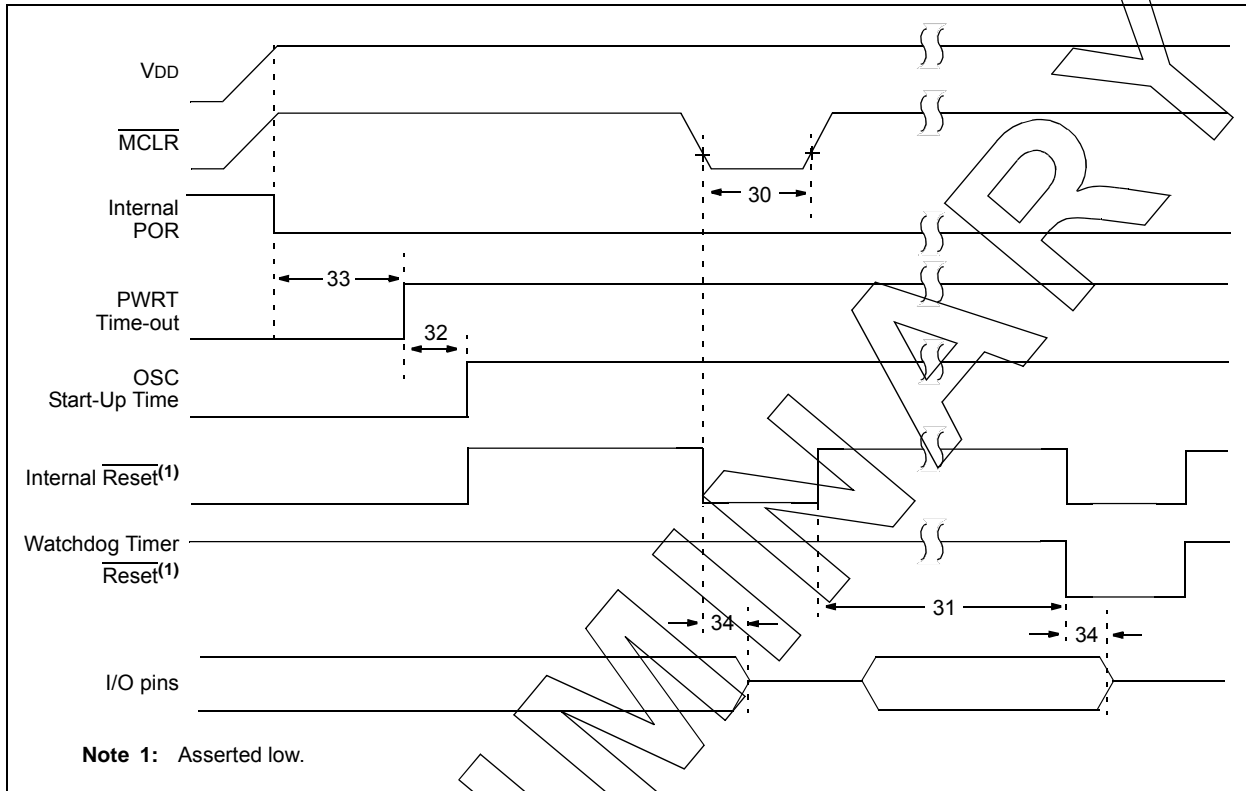 VDD
MCLR
Internal
POR
30
33
PWRT
Time-out
32
OSC
Start-Up Time
Internal Reset(1)
Watchdog Timer
Reset(1)
31
34
34
I/O pins
Note 1: Asserted low.
IMINARY